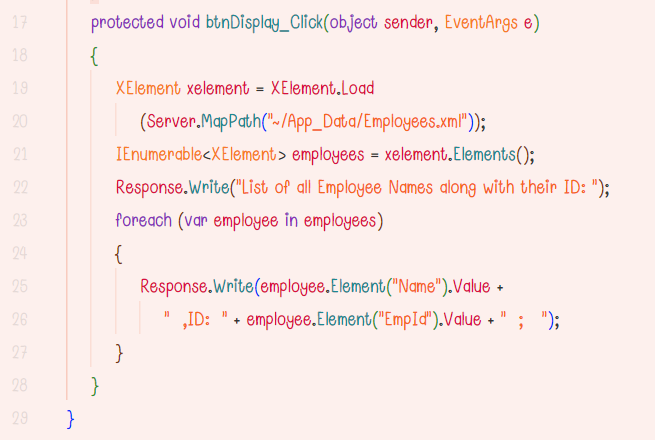 17 protected void btnDisplay_Click(object sender, EventArgs e)
18 {
19 XElement xelement = XElement.Load
20 (Server.MapPath("~/App_Data/Employees.xml"));
21 IEnumerable<XElement> employees = xelement.Elements();
22 Response.Write("List of all Employee Names along with their ID: ");
23 foreach (var employee in employees)
24 {
25 Response.Write(employee.Element("Name").Value +
26 " ,ID: " + employee.Element("EmpId").Value + " ; ");
27 }
28 }
29 }